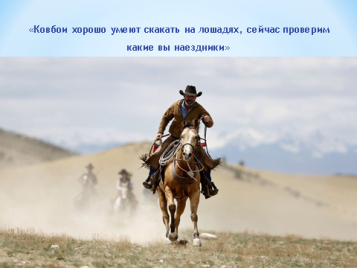 «Ковбои хорошо умеют скакать на лошадях, сейчас проверим
какие вы наездники»